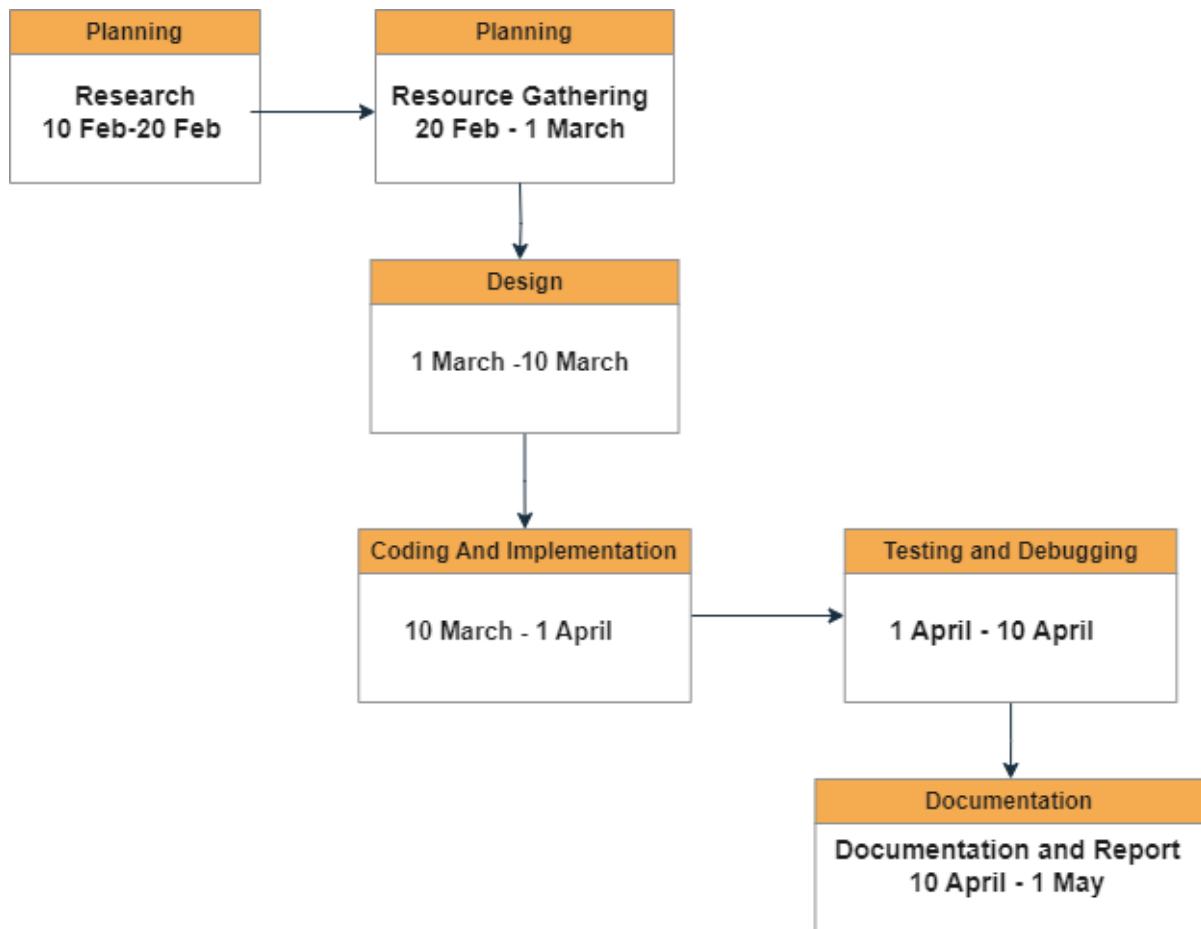 Planning
Research
10 Feb-20 Feb
Planning
Resource Gathering
20 Feb - 1 March
Design
1 March -10 March
Coding And Implementation
10 March - 1 April
Testing and Debugging
1 April - 10 April
Documentation
Documentation and Report
10 April - 1 May